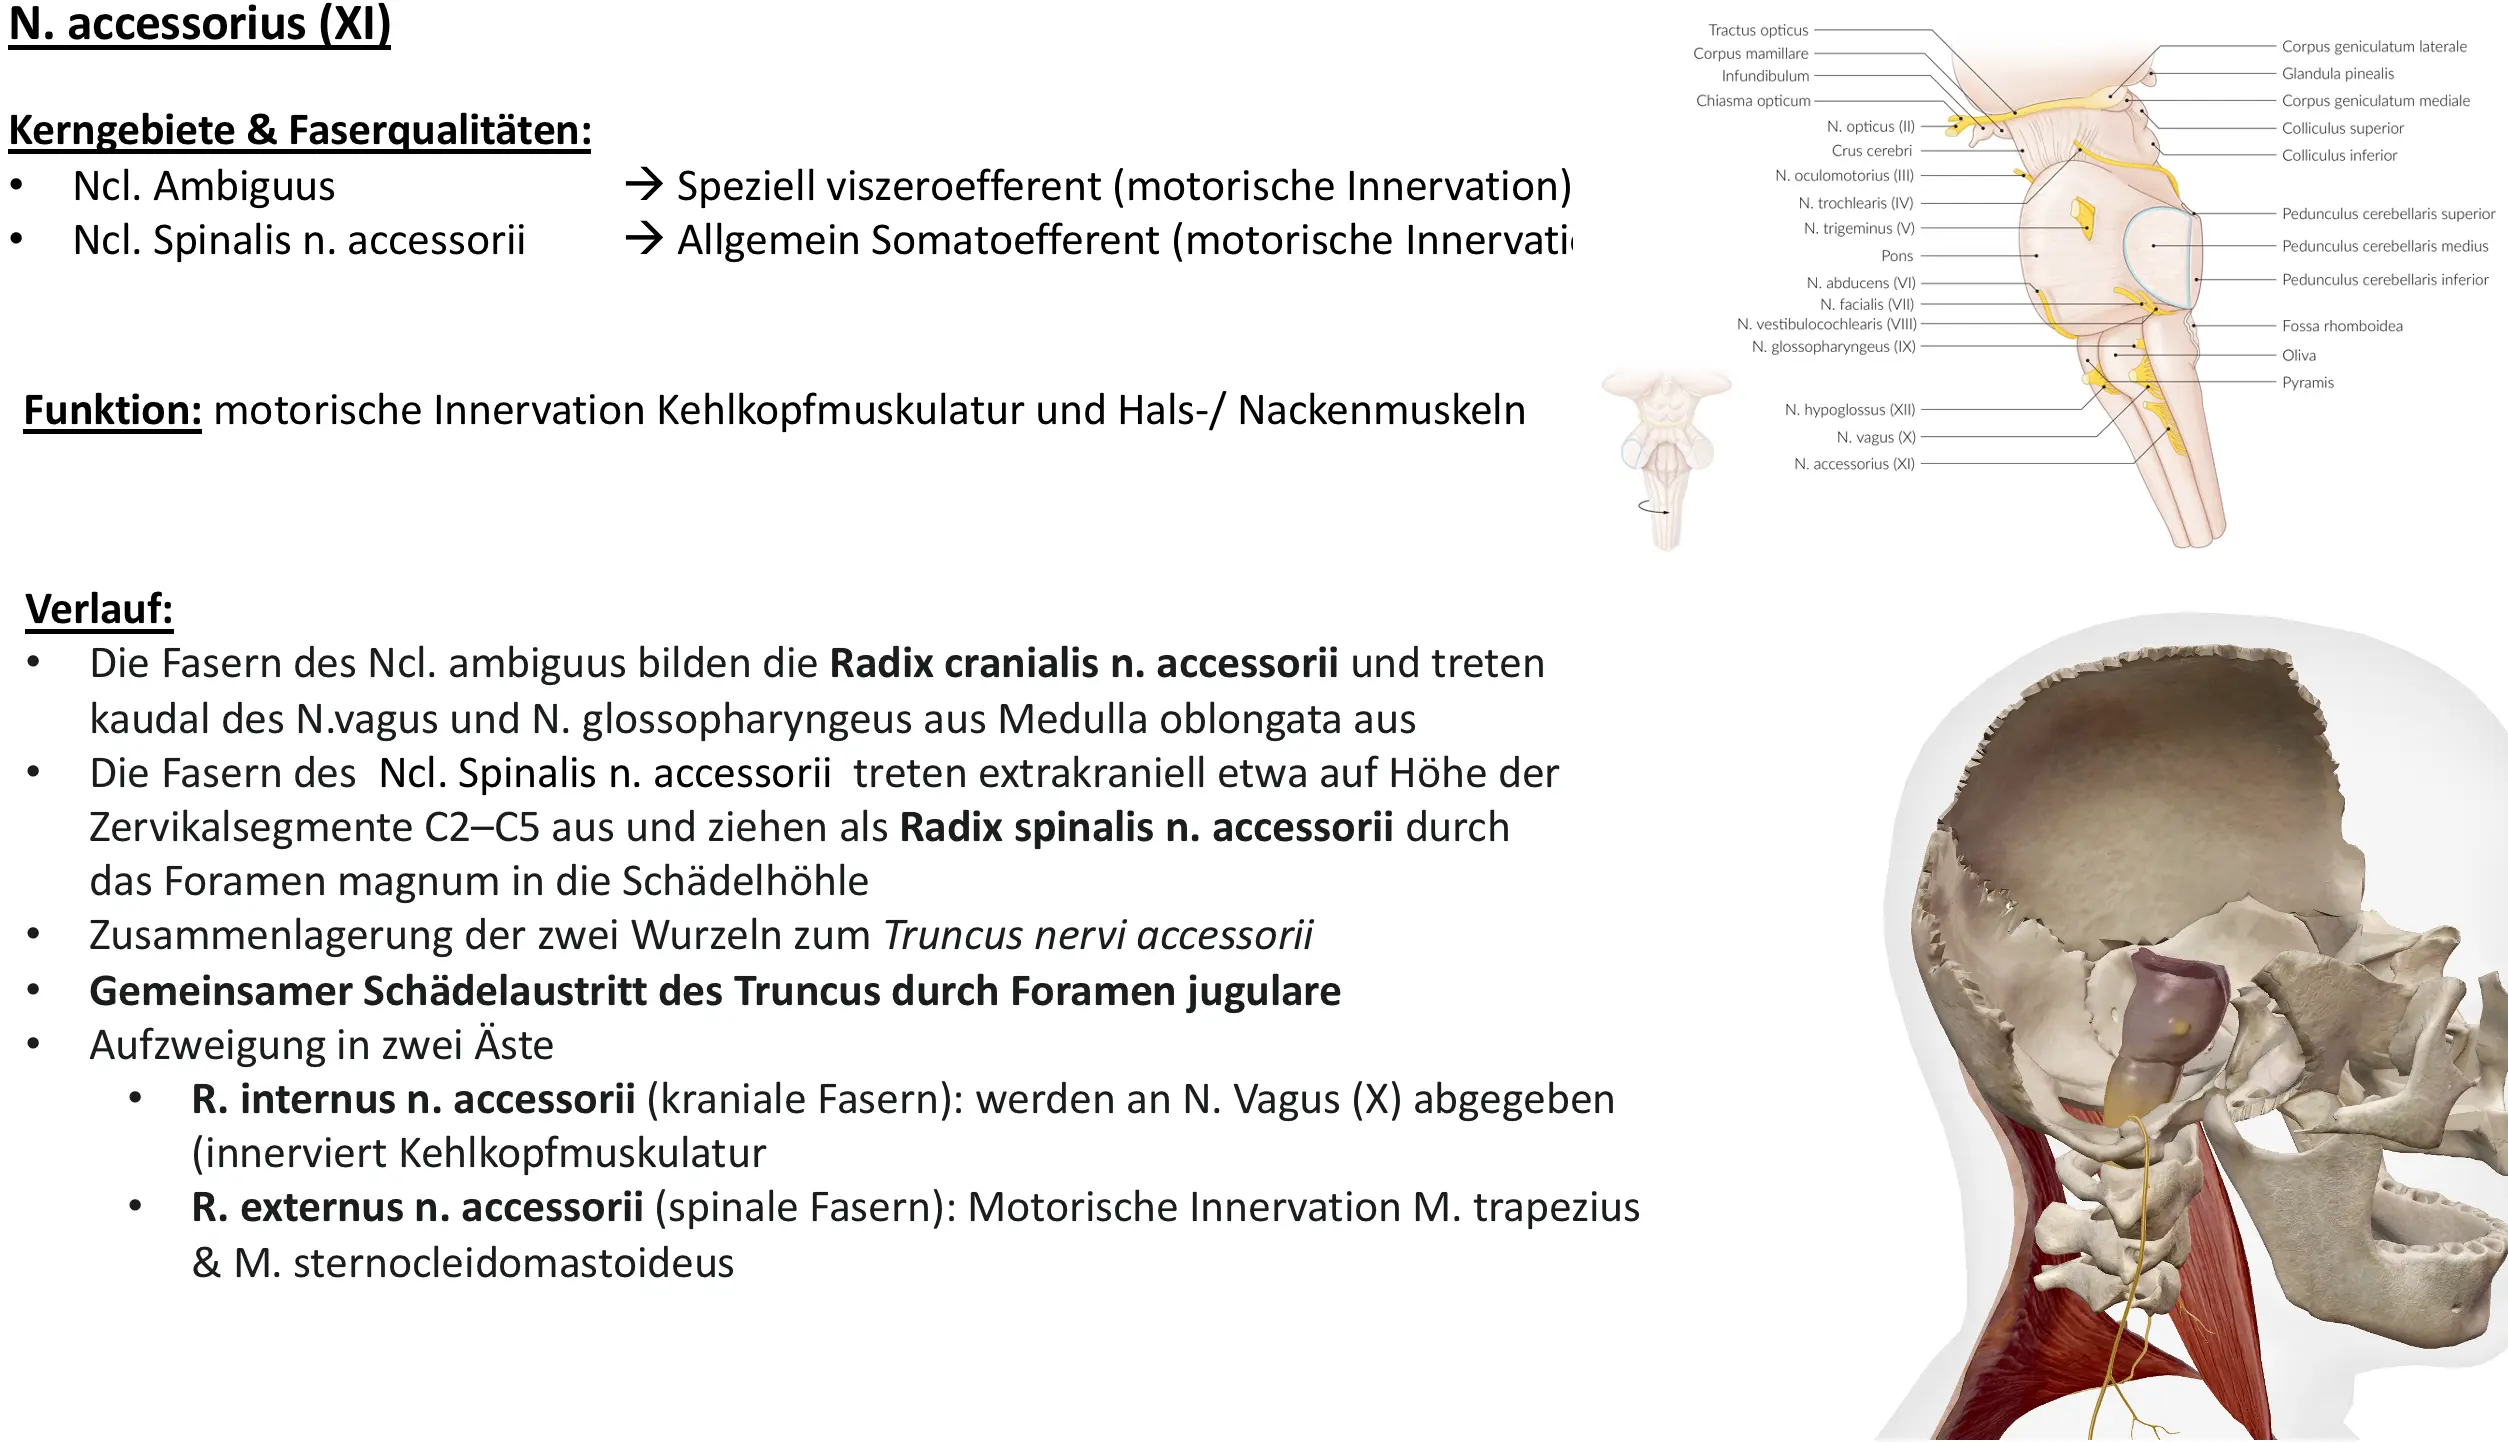 N. accessorius (XI)
Kerngebiete & Faserqualitäten:
• Ncl. Ambiguus → Speziell viszeroefferent (motorische Innervation)
• Ncl. Spinalis n. accessorii → Allgemein Somatoefferent (motorische Innervati
Funktion: motorische Innervation Kehlkopfmuskulatur und Hals-/ Nackenmuskeln
Verlauf:
• Die Fasern des Ncl. ambiguus bilden die Radix cranialis n. accessorii und treten
kaudal des N.vagus und N. glossopharyngeus aus Medulla oblongata aus
• Die Fasern des Ncl. Spinalis n. accessorii treten extrakraniell etwa auf Höhe der
Zervikalsegmente C2–C5 aus und ziehen als Radix spinalis n. accessorii durch
das Foramen magnum in die Schädelhöhle
• Zusammenlagerung der zwei Wurzeln zum Truncus nervi accessorii
• Gemeinsamer Schädelaustritt des Truncus durch Foramen jugulare
• Aufzweigung in zwei Äste
• R. internus n. accessorii (kraniale Fasern): werden an N. Vagus (X) abgegeben
(innerviert Kehlkopfmuskulatur
• R. externus n. accessorii (spinale Fasern): Motorische Innervation M. trapezius
& M. sternocleidomastoideus
Tractus opticus
Corpus mamillare
Infundibulum
Chiasma opticum
N. opticus (II)
Crus cerebri
N. oculomotorius (III)
N. trochlearis (IV)
N. trigeminus (V)
Pons
N. abducens (VI)
N. facialis (VII)
N. vestibulocochlearis (VIII)
N. glossopharyngeus (IX)
N. hypoglossus (XII)
N. vagus (X)
N. accessorius (XI)
Corpus geniculatum laterale
Glandula pinealis
Corpus geniculatum mediale
Colliculus superior
Colliculus inferior
Pedunculus cerebellaris superior
Pedunculus cerebellaris medius
Pedunculus cerebellaris inferior
Fossa rhomboidea
Oliva
Pyramis